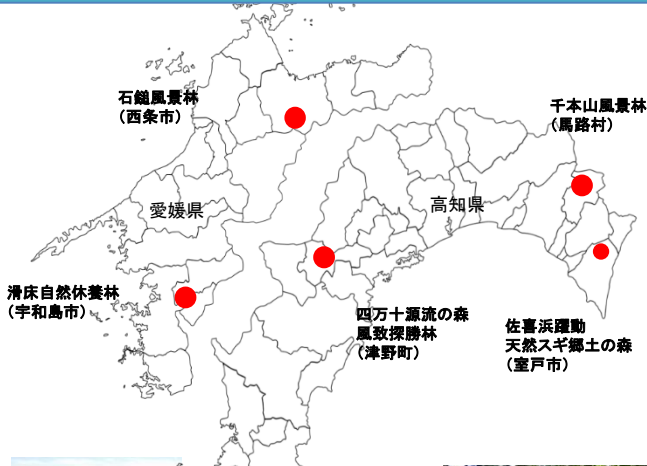 石鎚風景林
（西条市）
千本山風景林
（馬路村）
愛媛県
高知県
滑床自然休養林
（宇和島市）
四万十源流の森
風致探勝林
（津野町）
佐喜浜躍動
天然スギ郷土の森
（室戸市）